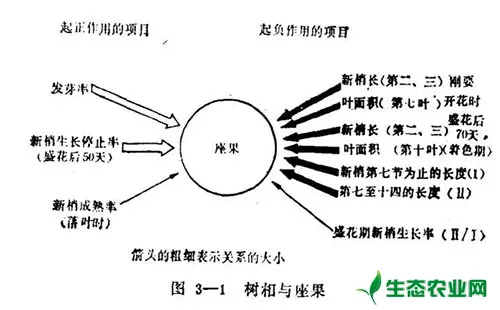 起正作用的项目
起负作用的项目
发芽率
新梢生长停止率
(盛花后50天)
新梢成熟率
(落叶时)
座果
新梢长(第二、三)刚要
叶面积(第七叶)开花时
盛花后
新梢长(第二、三)70天,
叶面积(第十叶)(着色期)
新梢第七节为止的长度(I)
第七至十四的长度(II)
盛花期新梢生长率(II/I)
箭头的粗细表示关系的大小
图 3—1 树相与座果
生态农业网